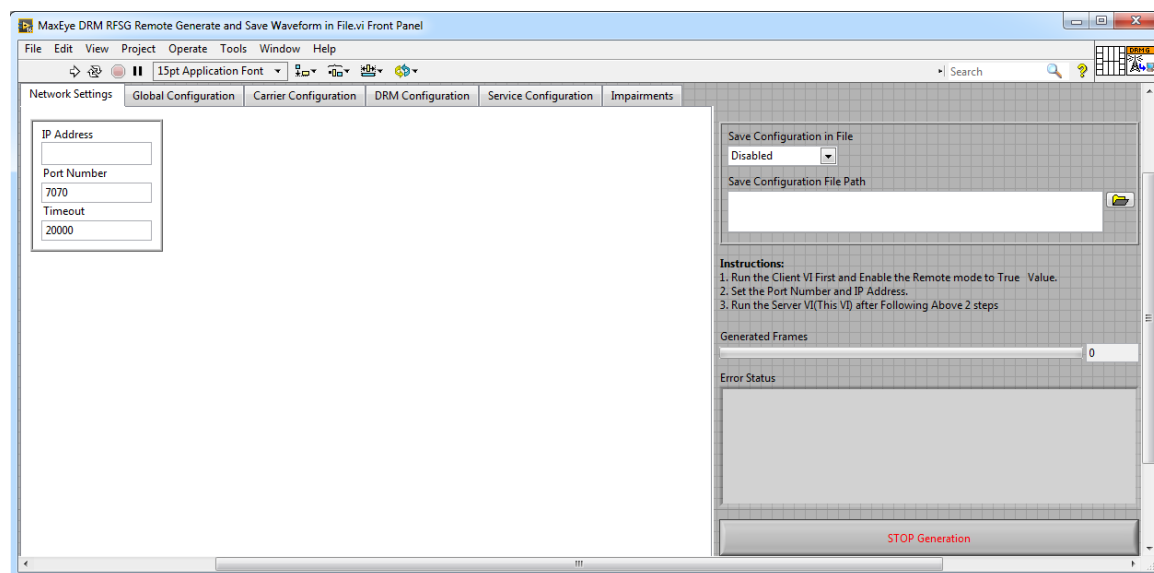 MaxEye DRM RFSG Remote Generate and Save Waveform in File.vi Front Panel
File Edit View Project Operate Tools Window Help
15pt Application Font
Search
DRMG
Network Settings Global Configuration Carrier Configuration DRM Configuration Service Configuration Impairments
IP Address
Port Number
7070
Timeout
20000
Save Configuration in File
Disabled
Save Configuration File Path
Instructions:
1. Run the Client VI First and Enable the Remote mode to True Value.
2. Set the Port Number and IP Address.
3. Run the Server VI(This VI) after Following Above 2 steps
Generated Frames
0
Error Status
STOP Generation